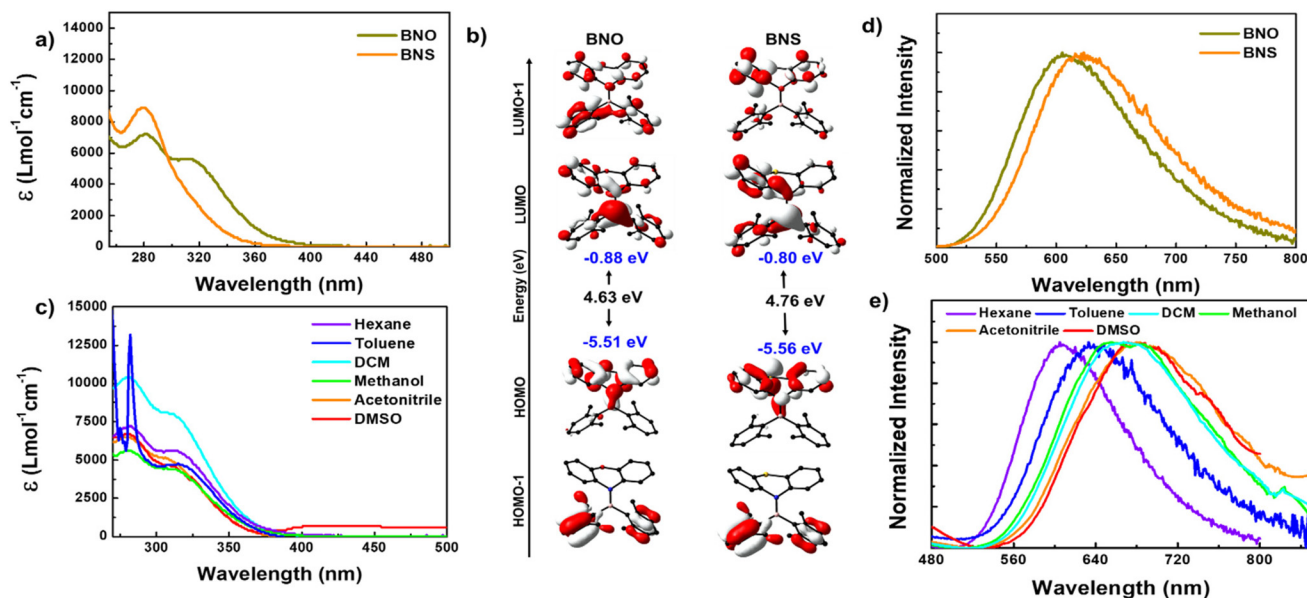 a)
BNO
BNS
14000
12000
10000
8000
6000
4000
2000
0
ε (Lmol⁻¹cm⁻¹)
280 320 360 400 440 480
Wavelength (nm)
b)
BNO BNS
Energy (eV)
LUMO+1
LUMO
-0.88 eV -0.80 eV
4.63 eV 4.76 eV
-5.51 eV -5.56 eV
HOMO
HOMO-1
c)
Hexane
Toluene
DCM
Methanol
Acetonitrile
DMSO
15000
12500
10000
7500
5000
2500
0
ε (Lmol⁻¹cm⁻¹)
300 350 400 450 500
Wavelength (nm)
d)
BNO
BNS
Normalized Intensity
500 550 600 650 700 750 800
Wavelength (nm)
e)
Hexane Toluene DCM Methanol
Acetonitrile DMSO
Normalized Intensity
480 560 640 720 800
Wavelength (nm)